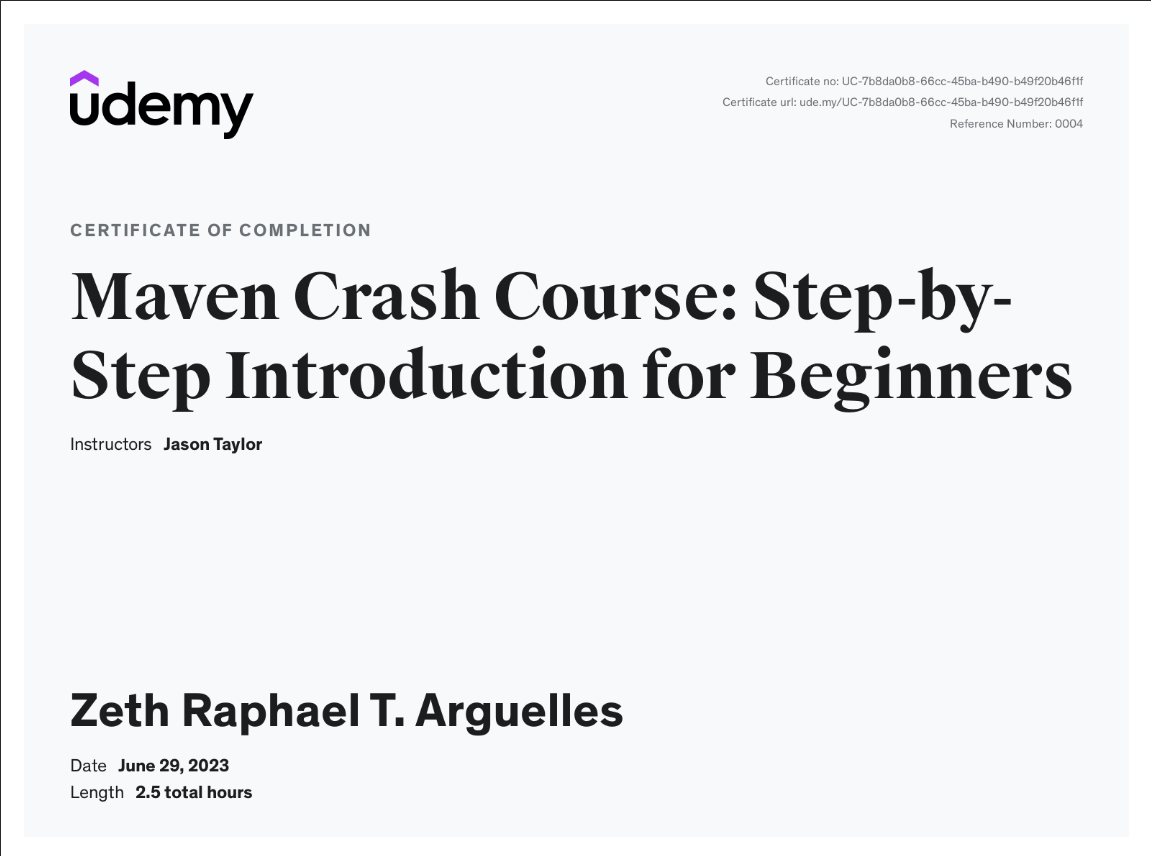 udemy
Certificate no: UC-7b8da0b8-66cc-45ba-b490-b49f20b46f1f
Certificate url: ude.my/UC-7b8da0b8-66cc-45ba-b490-b49f20b46f1f
Reference Number: 0004
CERTIFICATE OF COMPLETION
Maven Crash Course: Step-by-
Step Introduction for Beginners
Instructors Jason Taylor
Zeth Raphael T. Arguelles
Date June 29, 2023
Length 2.5 total hours